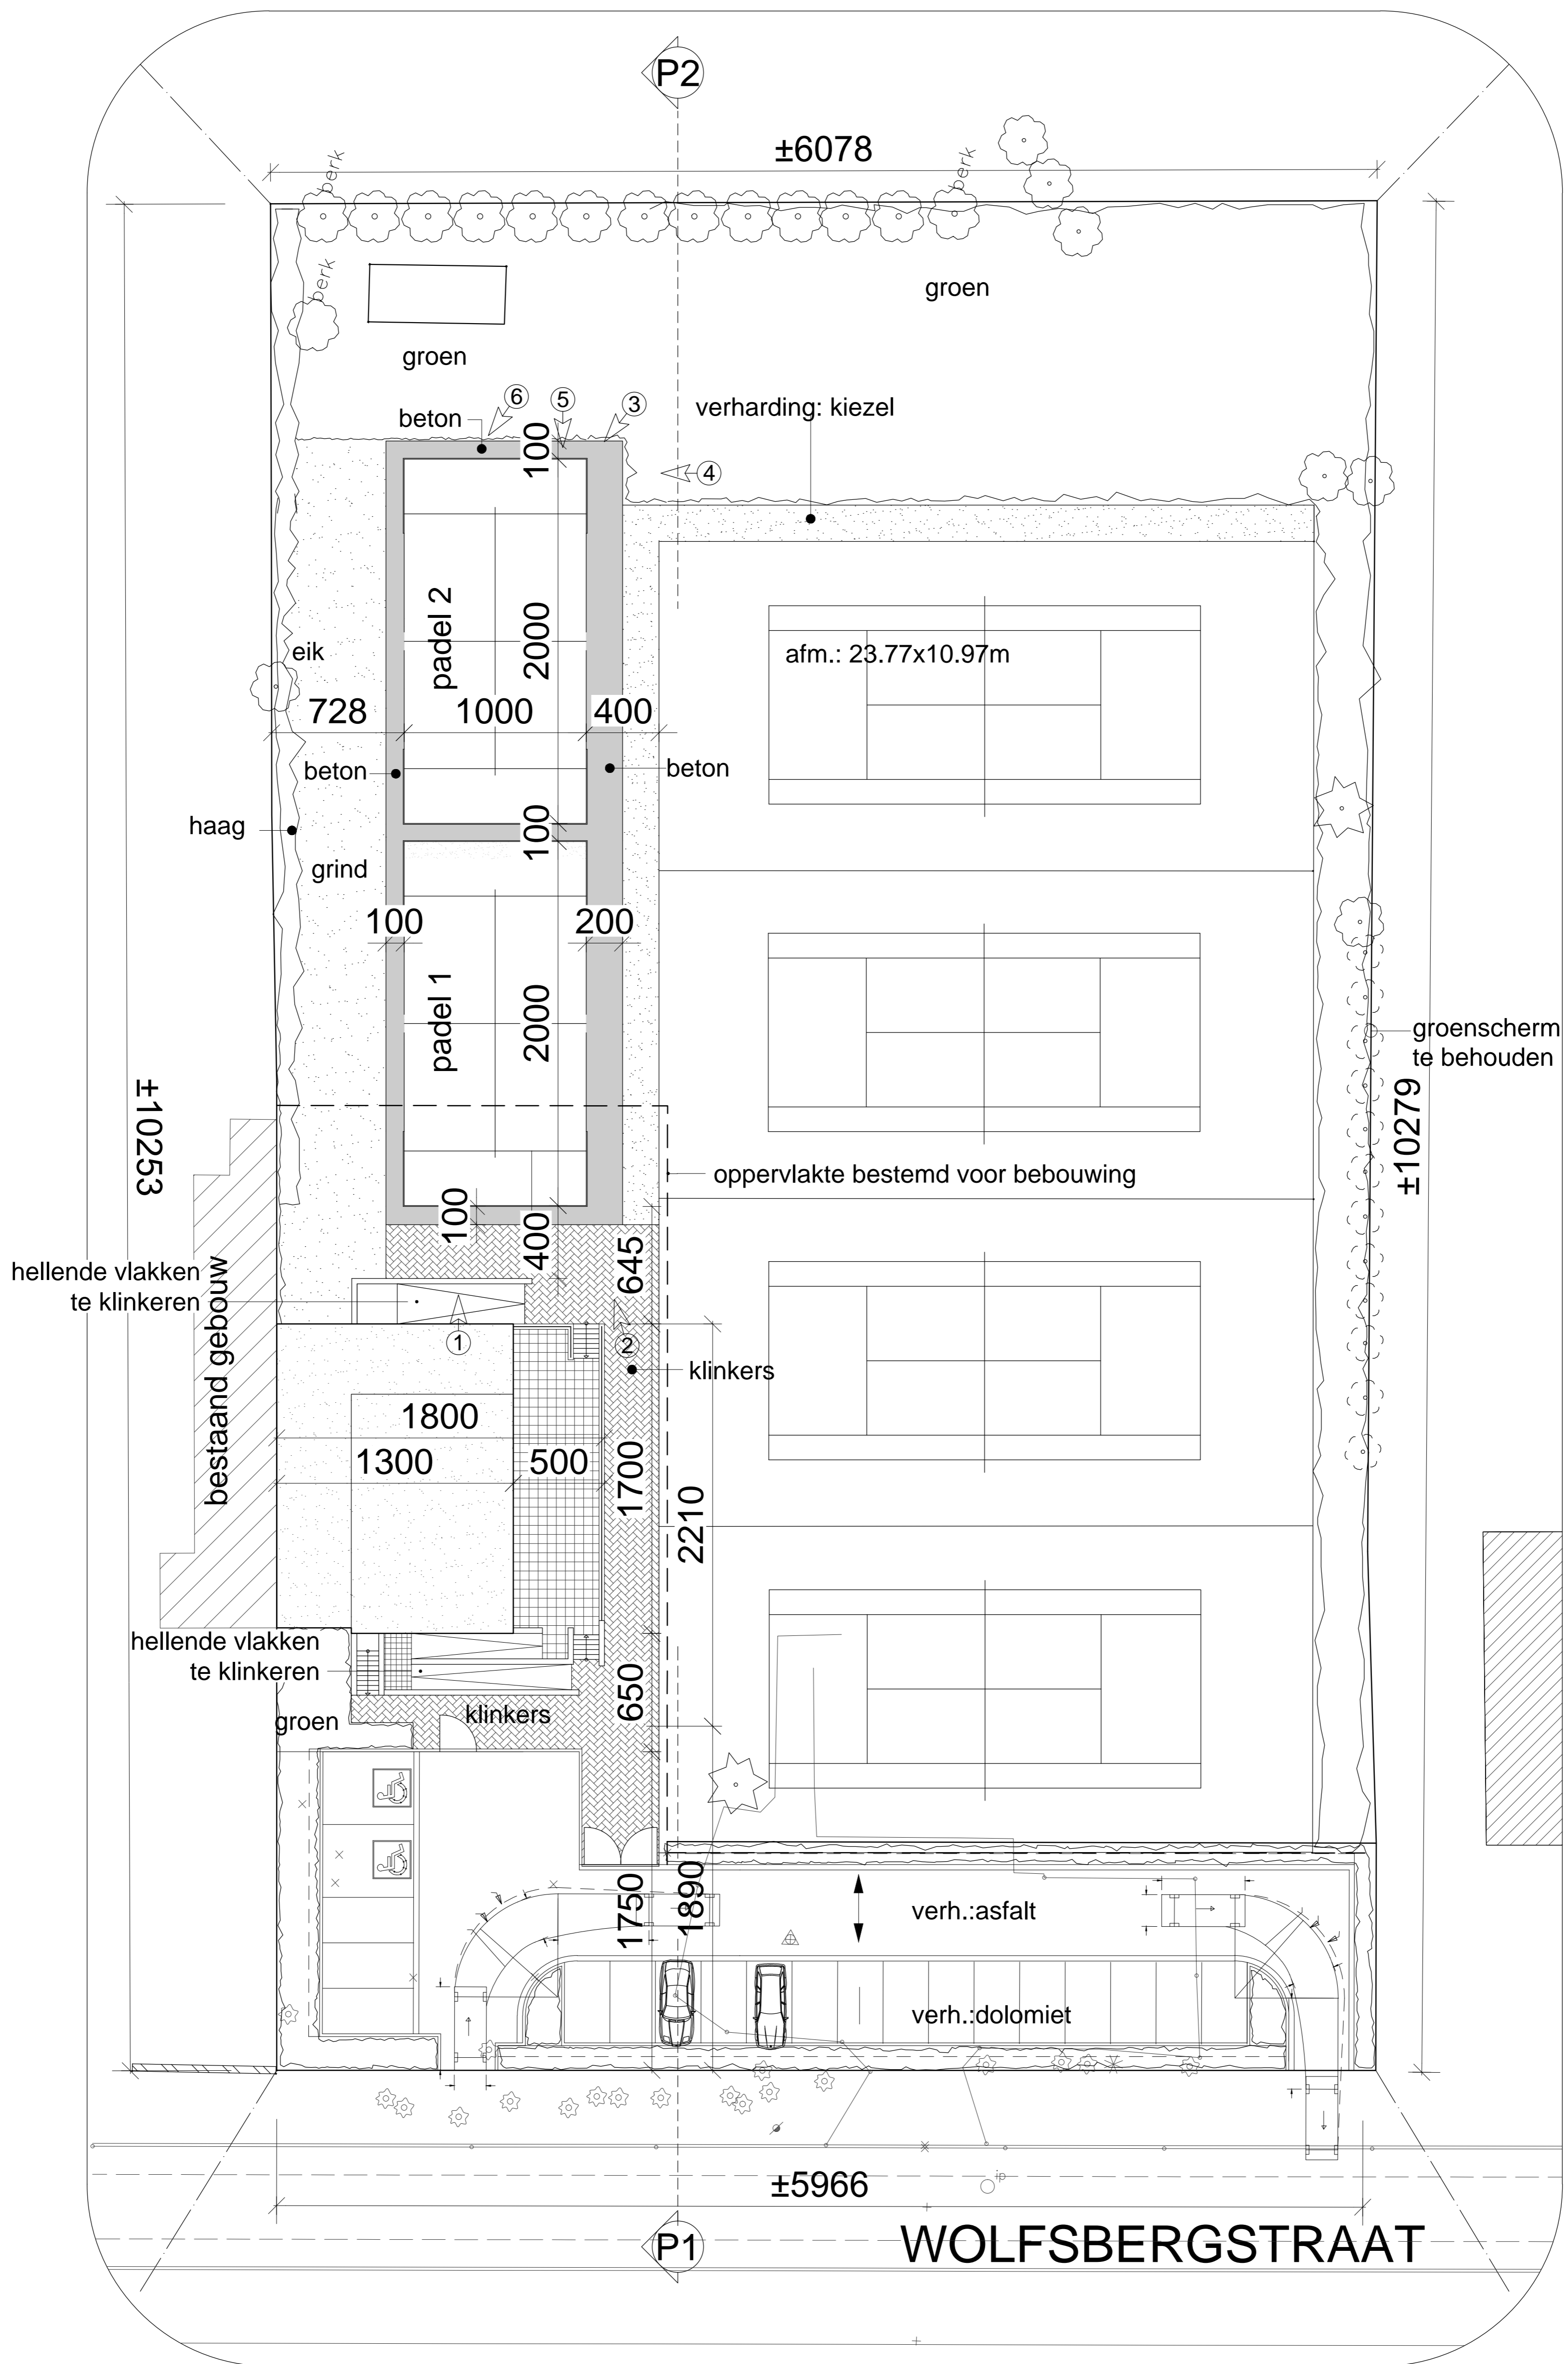 P2
±6078
berk
berk
berk
groen
groen
beton
6
5
3
verharding: kiezel
100
4
padel 2
2000
afm.: 23.77x10.97m
eik
728
1000
400
beton
beton
haag
100
grind
100
200
padel 1
2000
groenscherm
te behouden
±10253
±10279
oppervlakte bestemd voor bebouwing
100
400
645
hellende vlakken
te klinkeren
bestaand gebouw
1
2
klinkers
1800
1300
500
1700
2210
hellende vlakken
te klinkeren
650
groen
klinkers
1750
1890
verh.:asfalt
verh.:dolomiet
ip
±5966
P1
WOLFSBERGSTRAAT